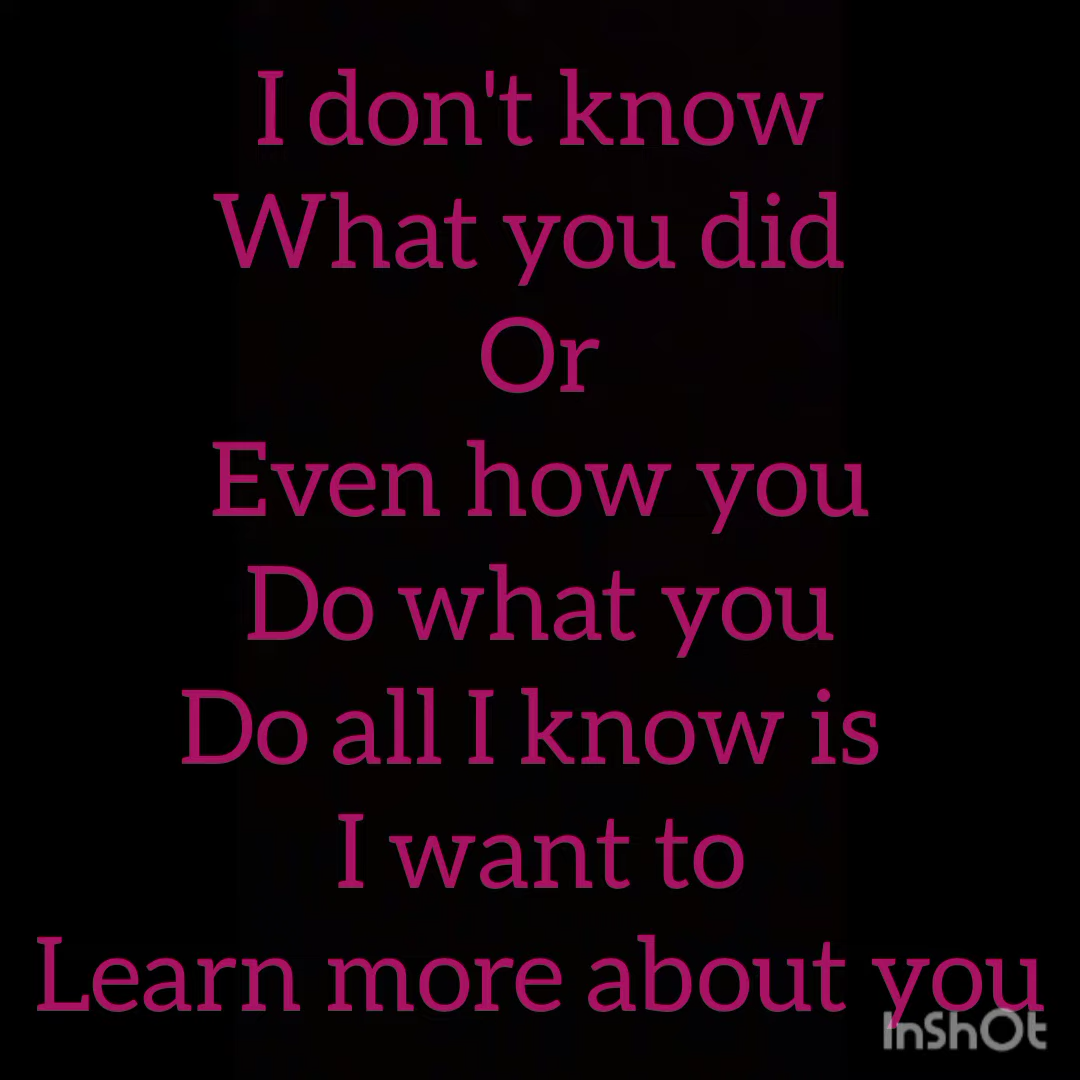 I don't know
What you did
Or
Even how you
Do what you
Do all I know is
I want to
Learn more about you
InShOt